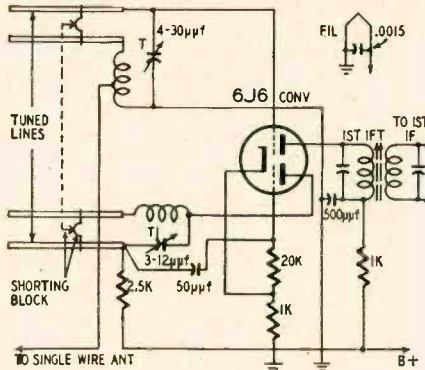 T
4-30µµf
FIL
.0015
6J6 CONV
TUNED
LINES
1ST IFT
TO 1ST
IF
500µµf
T
3-12µµf
20K
SHORTING
BLOCK
2.5K
50µµf
1K
1K
TO SINGLE WIRE ANT
B+